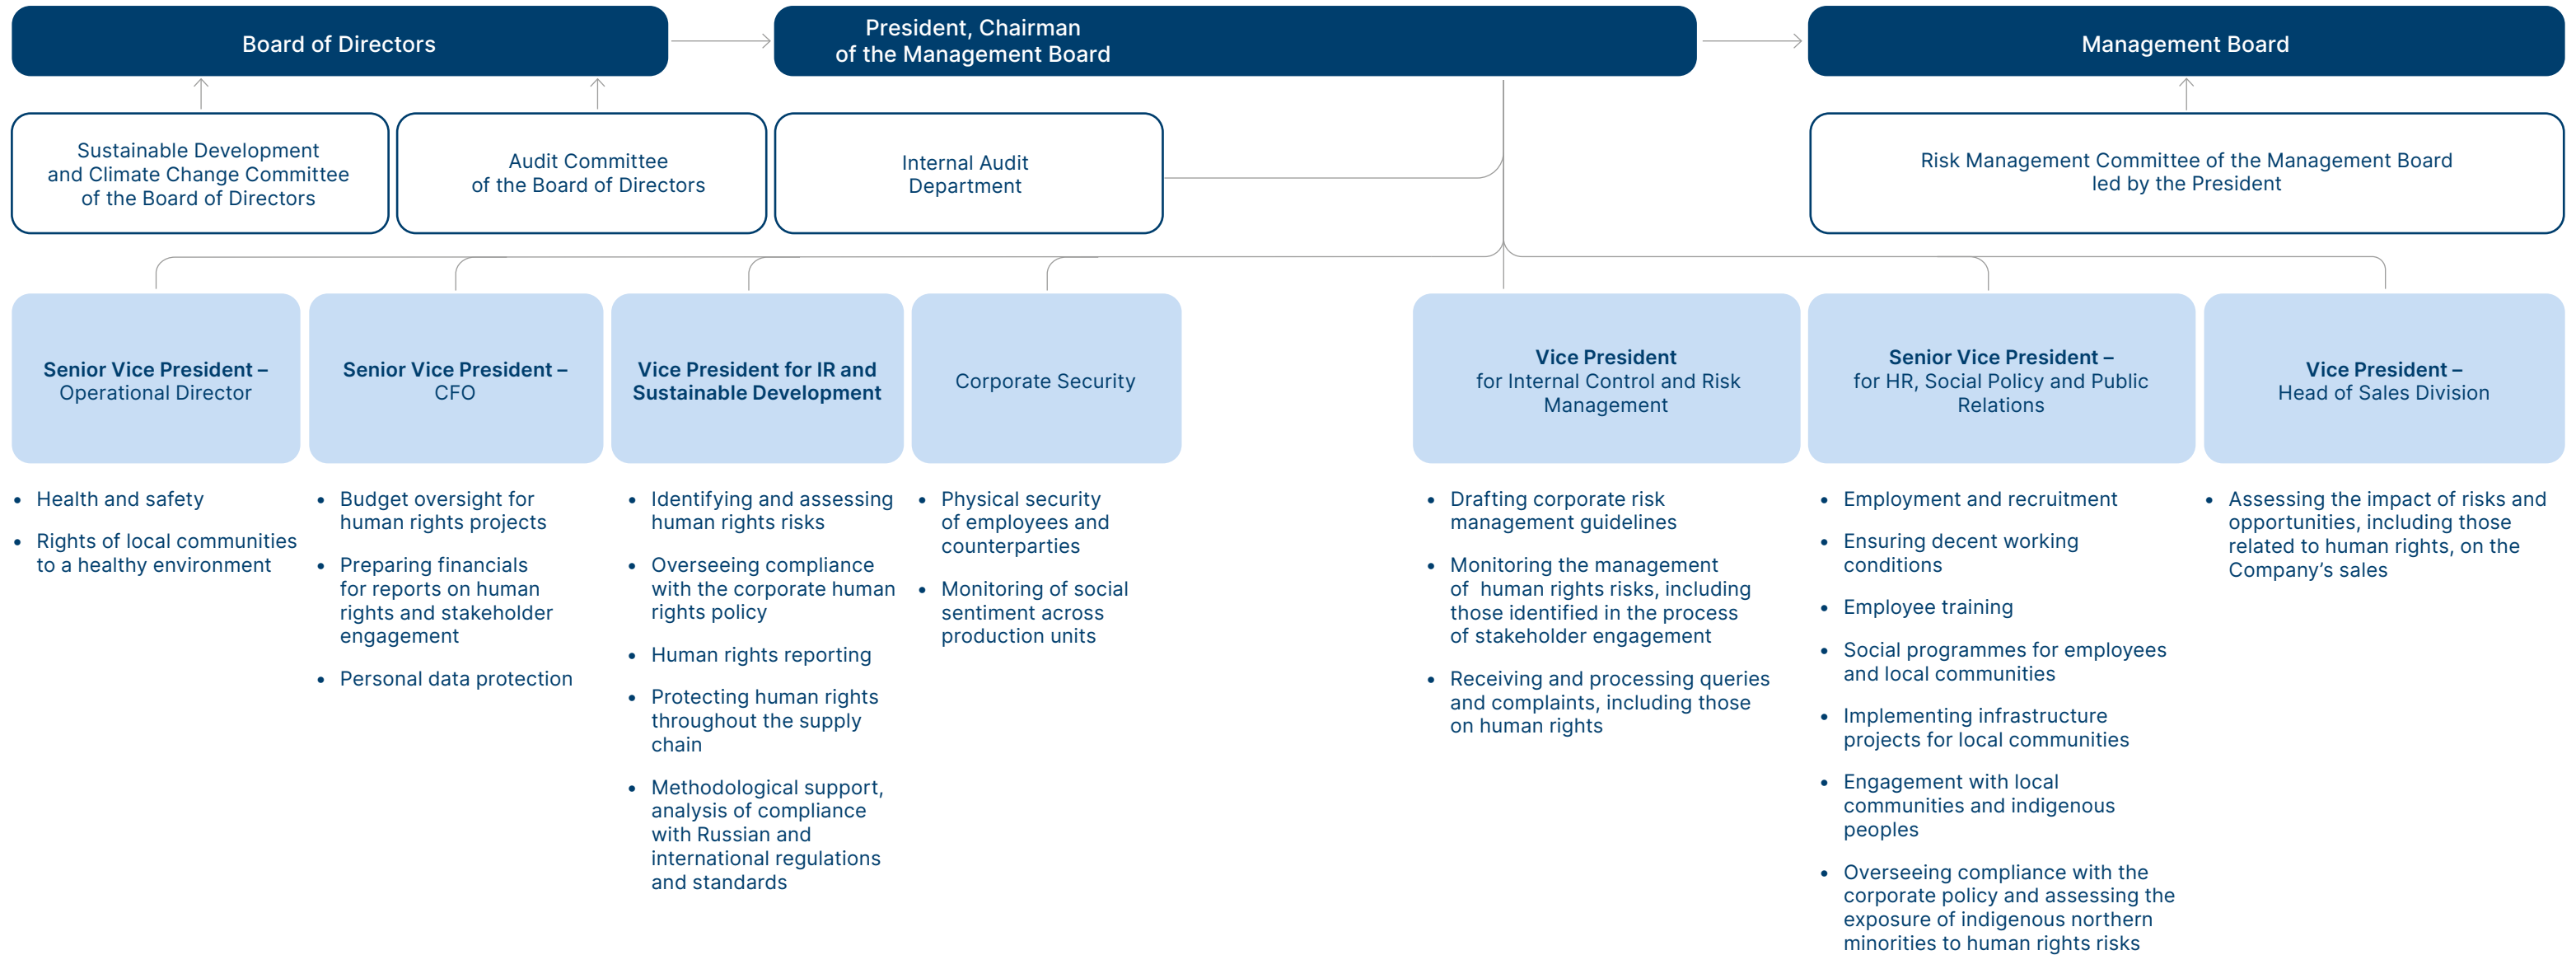 Board of Directors
President, Chairman
of the Management Board
Management Board
Sustainable Development
and Climate Change Committee
of the Board of Directors
Audit Committee
of the Board of Directors
Internal Audit
Department
Risk Management Committee of the Management Board
led by the President
Senior Vice President –
Operational Director
Senior Vice President –
CFO
Vice President for IR and
Sustainable Development
Corporate Security
Vice President
for Internal Control and Risk
Management
Senior Vice President –
for HR, Social Policy and Public
Relations
Vice President –
Head of Sales Division
• Health and safety
• Rights of local communities
to a healthy environment
• Budget oversight for
human rights projects
• Preparing financials
for reports on human
rights and stakeholder
engagement
• Personal data protection
• Identifying and assessing
human rights risks
• Overseeing compliance
with the corporate human
rights policy
• Human rights reporting
• Protecting human rights
throughout the supply
chain
• Methodological support,
analysis of compliance
with Russian and
international regulations
and standards
• Physical security
of employees and
counterparties
• Monitoring of social
sentiment across
production units
• Drafting corporate risk
management guidelines
• Monitoring the management
of human rights risks, including
those identified in the process
of stakeholder engagement
• Receiving and processing queries
and complaints, including those
on human rights
• Employment and recruitment
• Ensuring decent working
conditions
• Employee training
• Social programmes for employees
and local communities
• Implementing infrastructure
projects for local communities
• Engagement with local
communities and indigenous
peoples
• Overseeing compliance with the
corporate policy and assessing the
exposure of indigenous northern
minorities to human rights risks
• Assessing the impact of risks and
opportunities, including those
related to human rights, on the
Company’s sales